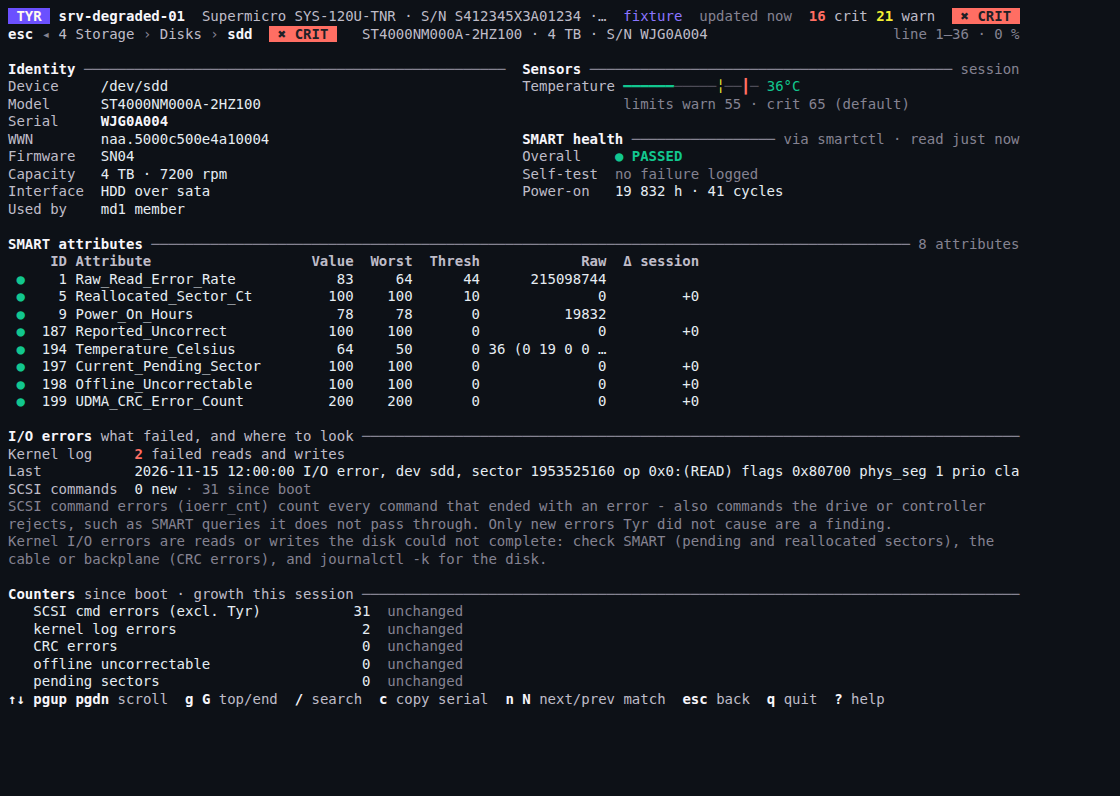 TYR srv-degraded-01 Supermicro SYS-120U-TNR · S/N S412345X3A01234 ·… fixture updated now 16 crit 21 warn ✖ CRIT
esc ◂ 4 Storage › Disks › sdd ✖ CRIT ST4000NM000A-2HZ100 · 4 TB · S/N WJG0A004 line 1–36 · 0 %
Identity
Device /dev/sdd
Model ST4000NM000A-2HZ100
Serial WJG0A004
WWN naa.5000c500e4a10004
Firmware SN04
Capacity 4 TB · 7200 rpm
Interface HDD over sata
Used by md1 member
Sensors session
Temperature 36°C
limits warn 55 · crit 65 (default)
SMART health via smartctl · read just now
Overall ● PASSED
Self-test no failure logged
Power-on 19 832 h · 41 cycles
SMART attributes 8 attributes
ID Attribute Value Worst Thresh Raw Δ session
● 1 Raw_Read_Error_Rate 83 64 44 215098744
● 5 Reallocated_Sector_Ct 100 100 10 0 +0
● 9 Power_On_Hours 78 78 0 19832
● 187 Reported_Uncorrect 100 100 0 0 +0
● 194 Temperature_Celsius 64 50 0 36 (0 19 0 0 …
● 197 Current_Pending_Sector 100 100 0 0 +0
● 198 Offline_Uncorrectable 100 100 0 0 +0
● 199 UDMA_CRC_Error_Count 200 200 0 0 +0
I/O errors what failed, and where to look
Kernel log 2 failed reads and writes
Last 2026-11-15 12:00:00 I/O error, dev sdd, sector 1953525160 op 0x0:(READ) flags 0x80700 phys_seg 1 prio cla
SCSI commands 0 new · 31 since boot
SCSI command errors (ioerr_cnt) count every command that ended with an error - also commands the drive or controller
rejects, such as SMART queries it does not pass through. Only new errors Tyr did not cause are a finding.
Kernel I/O errors are reads or writes the disk could not complete: check SMART (pending and reallocated sectors), the
cable or backplane (CRC errors), and journalctl -k for the disk.
Counters since boot · growth this session
SCSI cmd errors (excl. Tyr) 31 unchanged
kernel log errors 2 unchanged
CRC errors 0 unchanged
offline uncorrectable 0 unchanged
pending sectors 0 unchanged
↑↓ pgup pgdn scroll g G top/end / search c copy serial n N next/prev match esc back q quit ? help